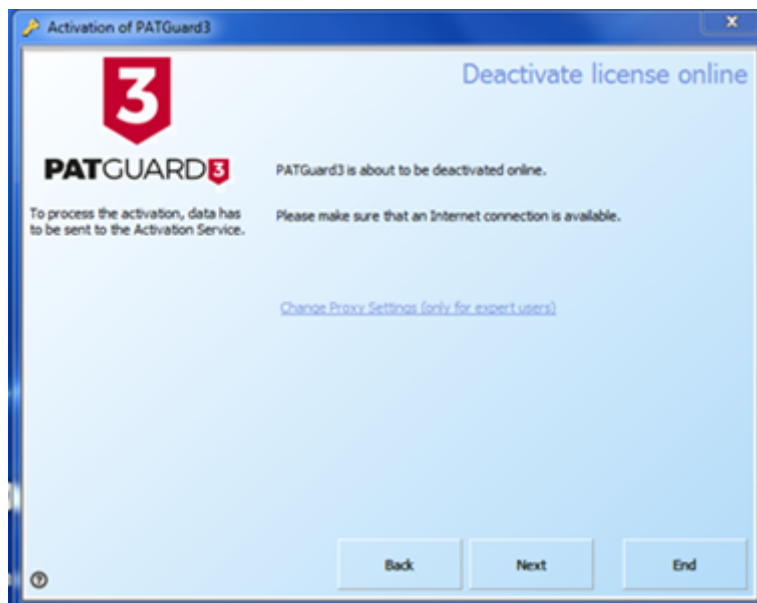 Activation of PATGuard3
Deactivate license online
3
PATGUARD3
To process the activation, data has
to be sent to the Activation Service.
PATGuard3 is about to be deactivated online.
Please make sure that an Internet connection is available.
Change Proxy Settings (only for expert users)
Back
Next
End
?